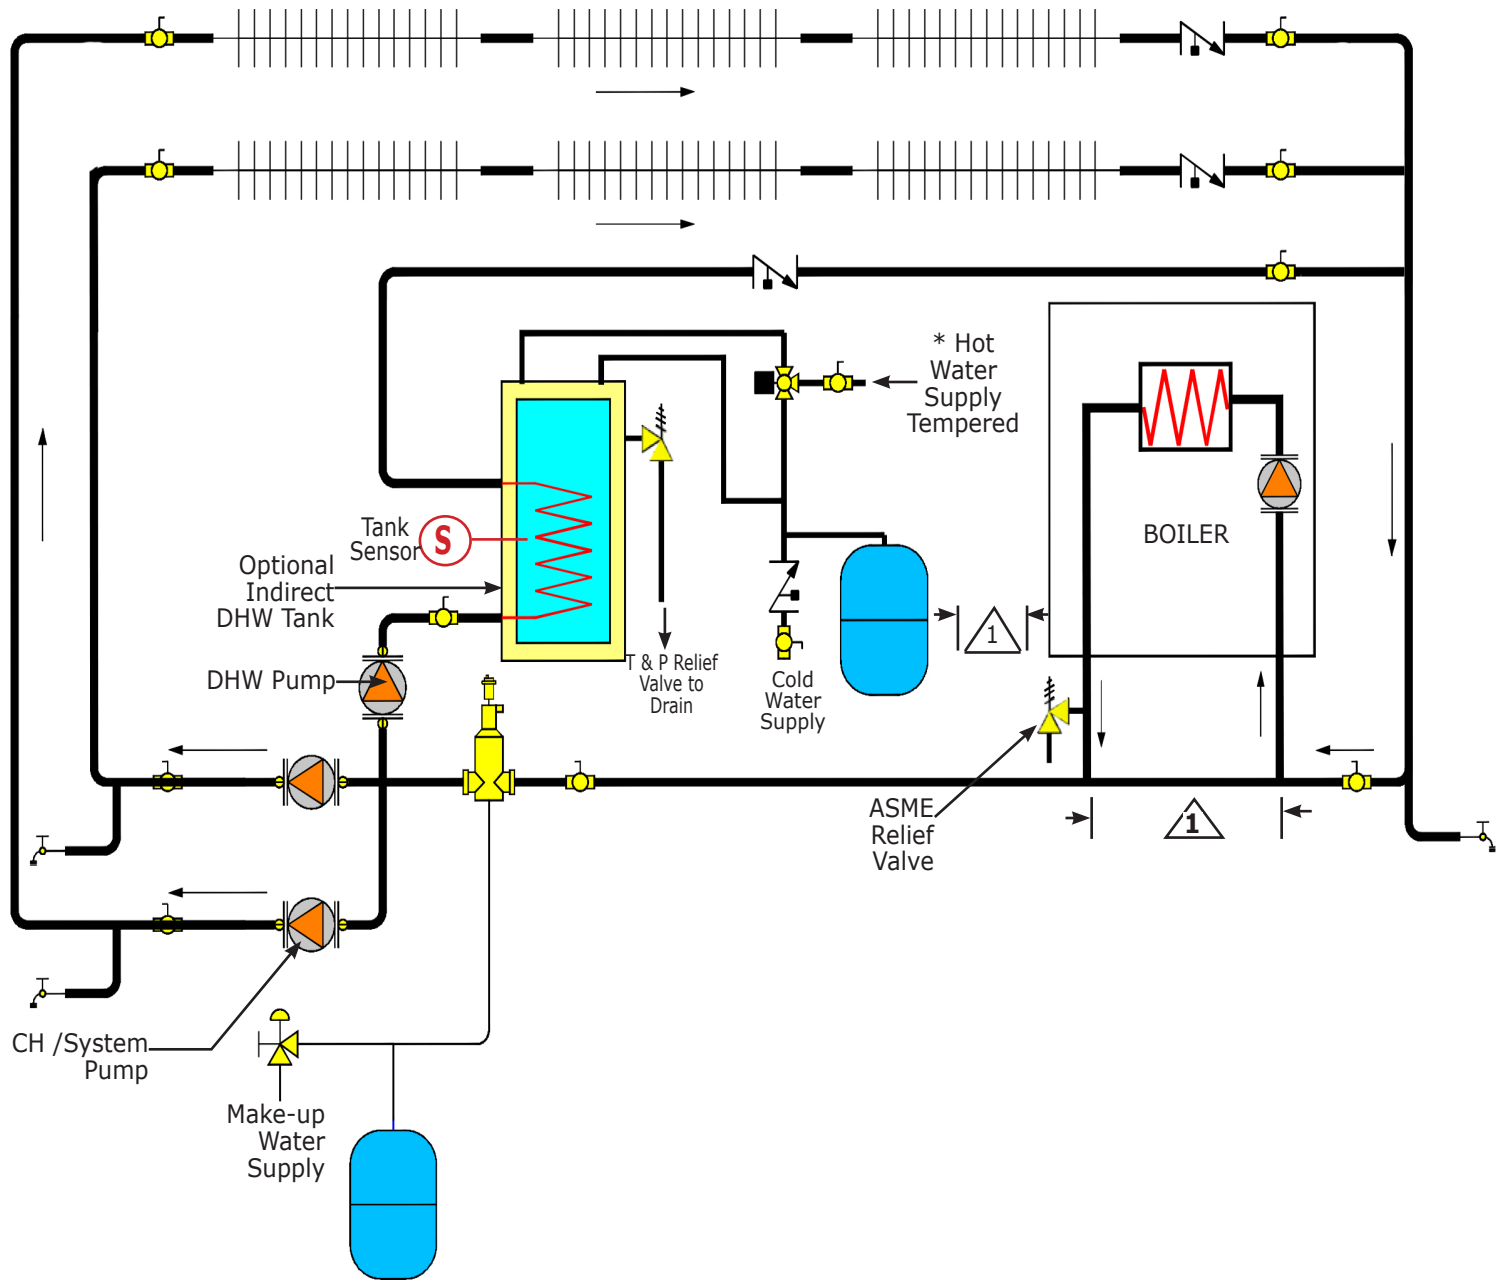 * Hot
Water
Supply
Tempered
BOILER
Tank
Sensor
S
Optional
Indirect
DHW Tank
1
DHW Pump
T & P Relief
Valve to
Drain
Cold
Water
Supply
ASME
Relief
Valve
1
CH /System
Pump
Make-up
Water
Supply